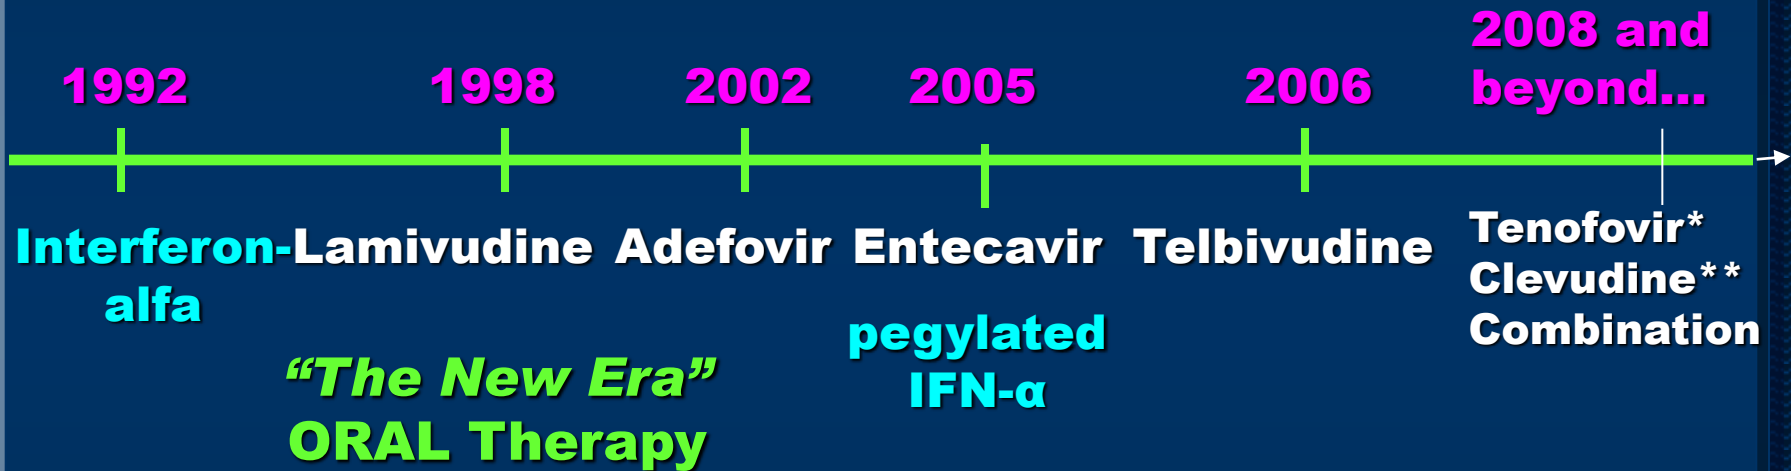 1992
1998
2002
2005
2006
2008 and
beyond...
Interferon-
alfa
Lamivudine
Adefovir
Entecavir
pegylated
IFN-α
Telbivudine
Tenofovir*
Clevudine**
Combination
“The New Era”
ORAL Therapy